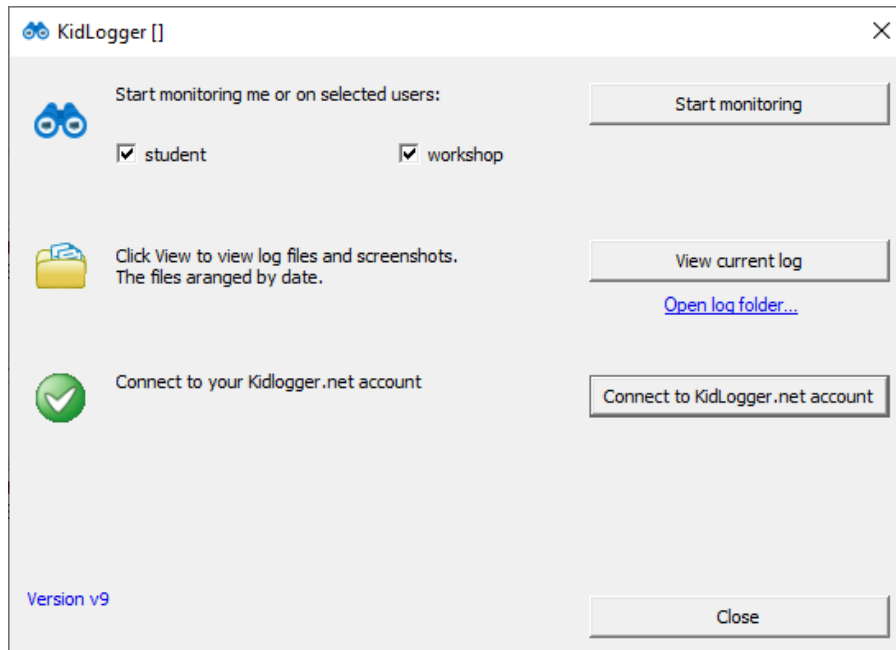 KidLogger []
Start monitoring me or on selected users:
Start monitoring
student
workshop
Click View to view log files and screenshots.
The files aranged by date.
View current log
Open log folder...
Connect to your Kidlogger.net account
Connect to KidLogger.net account
Version v9
Close